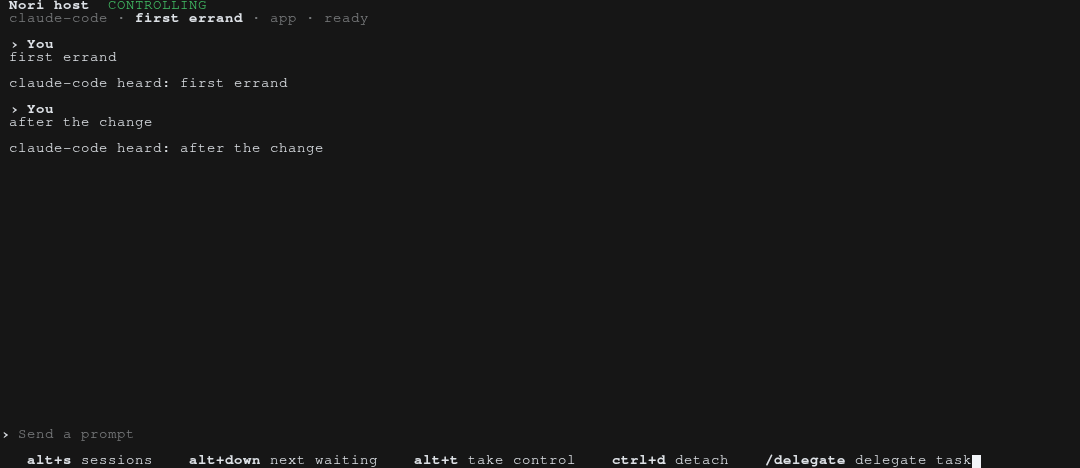 Nori host  CONTROLLING
claude-code · first errand · app · ready
› You
first errand
claude-code heard: first errand
› You
after the change
claude-code heard: after the change
› Send a prompt
alt+s sessions    alt+down next waiting    alt+t take control    ctrl+d detach    /delegate delegate task